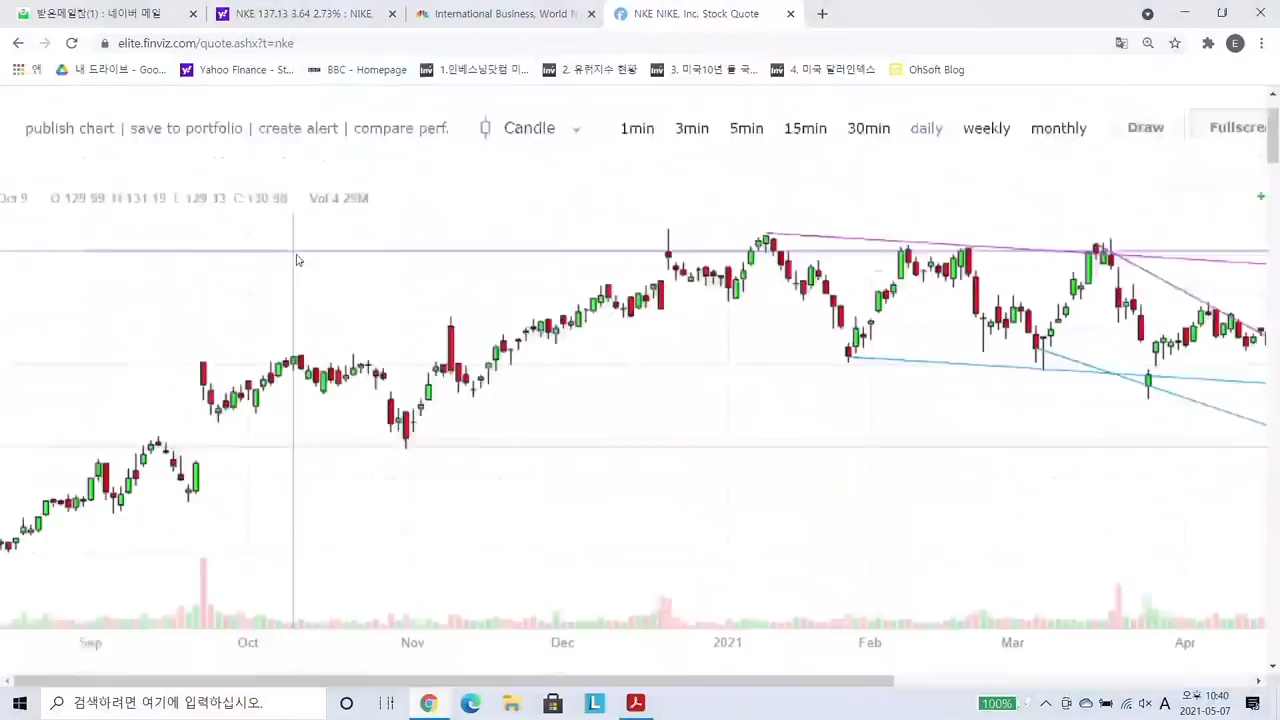 받은메일함(1) : 네이버 메일
NKE 137.13 3.64 2.73% : NIKE,
International Business, World N
NKE NIKE, Inc. Stock Quote
elite.finviz.com/quote.ashx?t=nke
E
앱
내 드라이브 - Goo...
Yahoo Finance - St...
BBC - Homepage
1.인베스닝닷컴 미...
2. 유런지수 현황
3. 미국10년 물 국...
4. 미국 달러인덱스
OhSoft Blog
publish chart | save to portfolio | create alert | compare perf.
Candle
1min 3min 5min 15min 30min daily weekly monthly
Draw
Fullscre
Vol 4.29M
Sep Oct Nov Dec 2021 Feb Mar Apr
검색하려면 여기에 입력하십시오.
100%
A
오후 10:40
2021-05-07